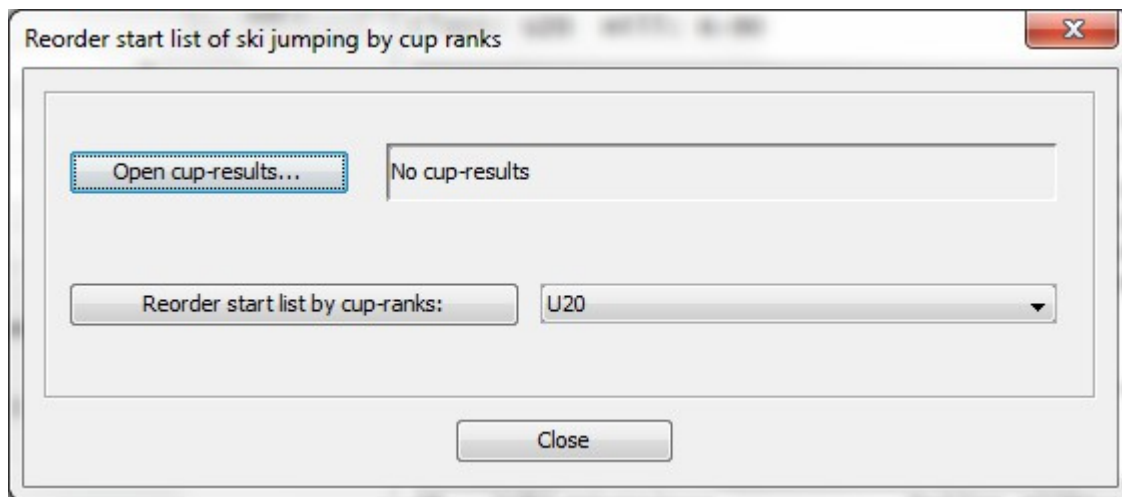 Reorder start list of ski jumping by cup ranks
Open cup-results...
No cup-results
Reorder start list by cup-ranks:
U20
Close